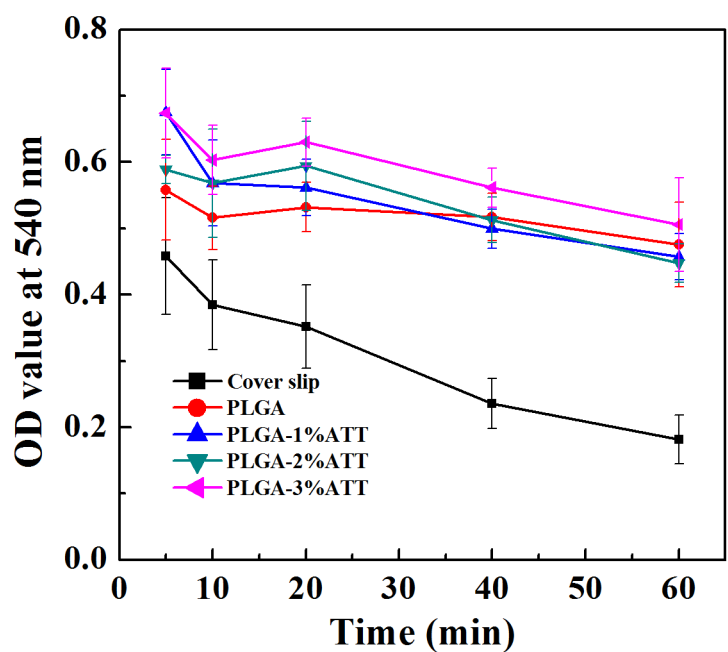 0.8
0.6
0.4
0.2
0.0
OD value at 540 nm
Cover slip
PLGA
PLGA-1%ATT
PLGA-2%ATT
PLGA-3%ATT
0 10 20 30 40 50 60
Time (min)